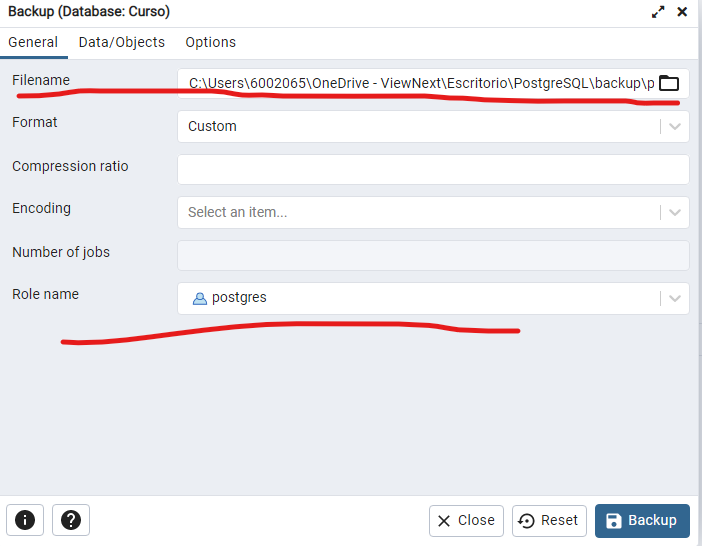 Backup (Database: Curso)
General Data/Objects Options
Filename C:\Users\6002065\OneDrive - ViewNext\Escritorio\PostgreSQL\backup\p
Format Custom
Compression ratio
Encoding Select an item...
Number of jobs
Role name postgres
Close Reset Backup